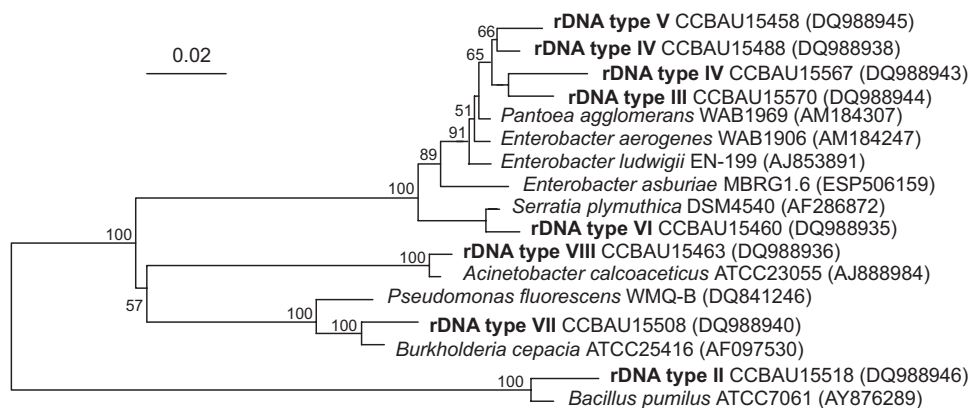 rDNA type V CCBAU15458 (DQ988945)
66
rDNA type IV CCBAU15488 (DQ988938)
0.02
65
rDNA type IV CCBAU15567 (DQ988943)
rDNA type III CCBAU15570 (DQ988944)
51
Pantoea agglomerans WAB1969 (AM184307)
91
Enterobacter aerogenes WAB1906 (AM184247)
89
Enterobacter ludwigii EN-199 (AJ853891)
100
Enterobacter asburiae MBRG1.6 (ESP506159)
Serratia plymuthica DSM4540 (AF286872)
100
rDNA type VI CCBAU15460 (DQ988935)
100
rDNA type VIII CCBAU15463 (DQ988936)
Acinetobacter calcoaceticus ATCC23055 (AJ888984)
57
Pseudomonas fluorescens WMQ-B (DQ841246)
100
rDNA type VII CCBAU15508 (DQ988940)
100
Burkholderia cepacia ATCC25416 (AF097530)
100
rDNA type II CCBAU15518 (DQ988946)
Bacillus pumilus ATCC7061 (AY876289)